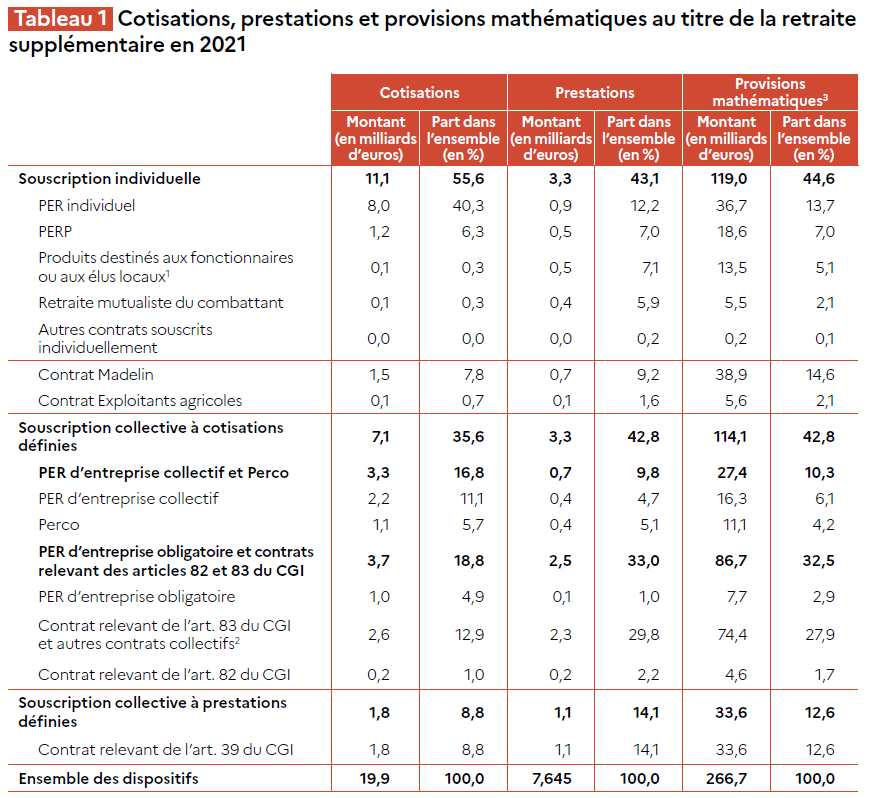 Tableau 1 Cotisations, prestations et provisions mathématiques au titre de la retraite
supplémentaire en 2021
Cotisations Prestations Provisions
mathématiques³
Montant Part dans Montant Part dans Montant Part dans
(en milliards l’ensemble (en milliards l’ensemble (en milliards l’ensemble
d’euros) (en %) d’euros) (en %) d’euros) (en %)
Souscription individuelle 11,1 55,6 3,3 43,1 119,0 44,6
PER individuel 8,0 40,3 0,9 12,2 36,7 13,7
PERP 1,2 6,3 0,5 7,0 18,6 7,0
Produits destinés aux fonctionnaires
ou aux élus locaux¹ 0,1 0,3 0,5 7,1 13,5 5,1
Retraite mutualiste du combattant 0,1 0,3 0,4 5,9 5,5 2,1
Autres contrats souscrits
individuellement 0,0 0,0 0,0 0,2 0,2 0,1
Contrat Madelin 1,5 7,8 0,7 9,2 38,9 14,6
Contrat Exploitants agricoles 0,1 0,7 0,1 1,6 5,6 2,1
Souscription collective à cotisations
définies 7,1 35,6 3,3 42,8 114,1 42,8
PER d’entreprise collectif et Perco 3,3 16,8 0,7 9,8 27,4 10,3
PER d’entreprise collectif 2,2 11,1 0,4 4,7 16,3 6,1
Perco 1,1 5,7 0,4 5,1 11,1 4,2
PER d’entreprise obligatoire et contrats
relevant des articles 82 et 83 du CGI 3,7 18,8 2,5 33,0 86,7 32,5
PER d’entreprise obligatoire 1,0 4,9 0,1 1,0 7,7 2,9
Contrat relevant de l’art. 83 du CGI
et autres contrats collectifs² 2,6 12,9 2,3 29,8 74,4 27,9
Contrat relevant de l’art. 82 du CGI 0,2 1,0 0,2 2,2 4,6 1,7
Souscription collective à prestations
définies 1,8 8,8 1,1 14,1 33,6 12,6
Contrat relevant de l’art. 39 du CGI 1,8 8,8 1,1 14,1 33,6 12,6
Ensemble des dispositifs 19,9 100,0 7,645 100,0 266,7 100,0